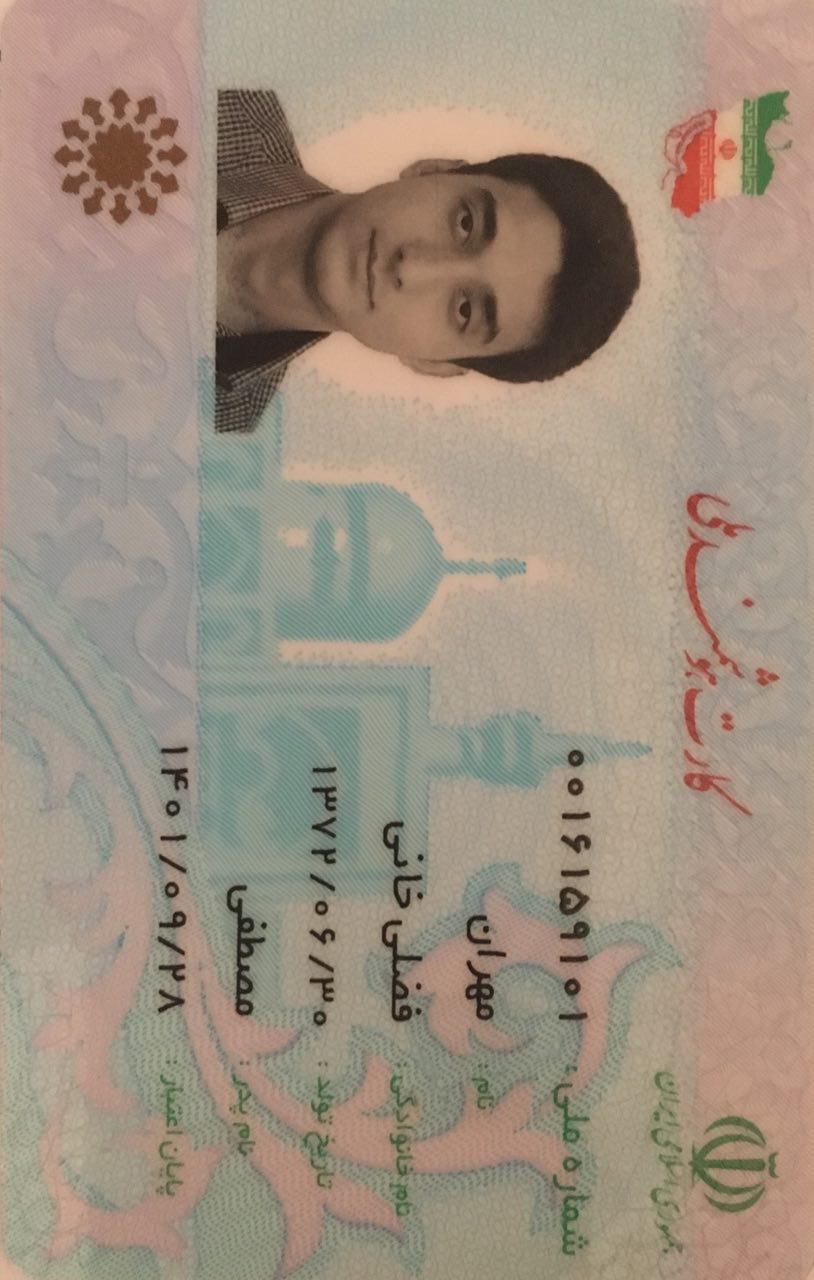 جمهوری اسلامی ایران
کارت هوشمند ملی
شماره ملی: ۰۰۱۶۱۵۹۱۰۱
نام: مهران
نام خانوادگی: فضلی خانی
تاریخ تولد: ۱۳۷۲/۰۶/۳۰
نام پدر: مصطفی
پایان اعتبار: ۱۴۰۱/۰۹/۲۸